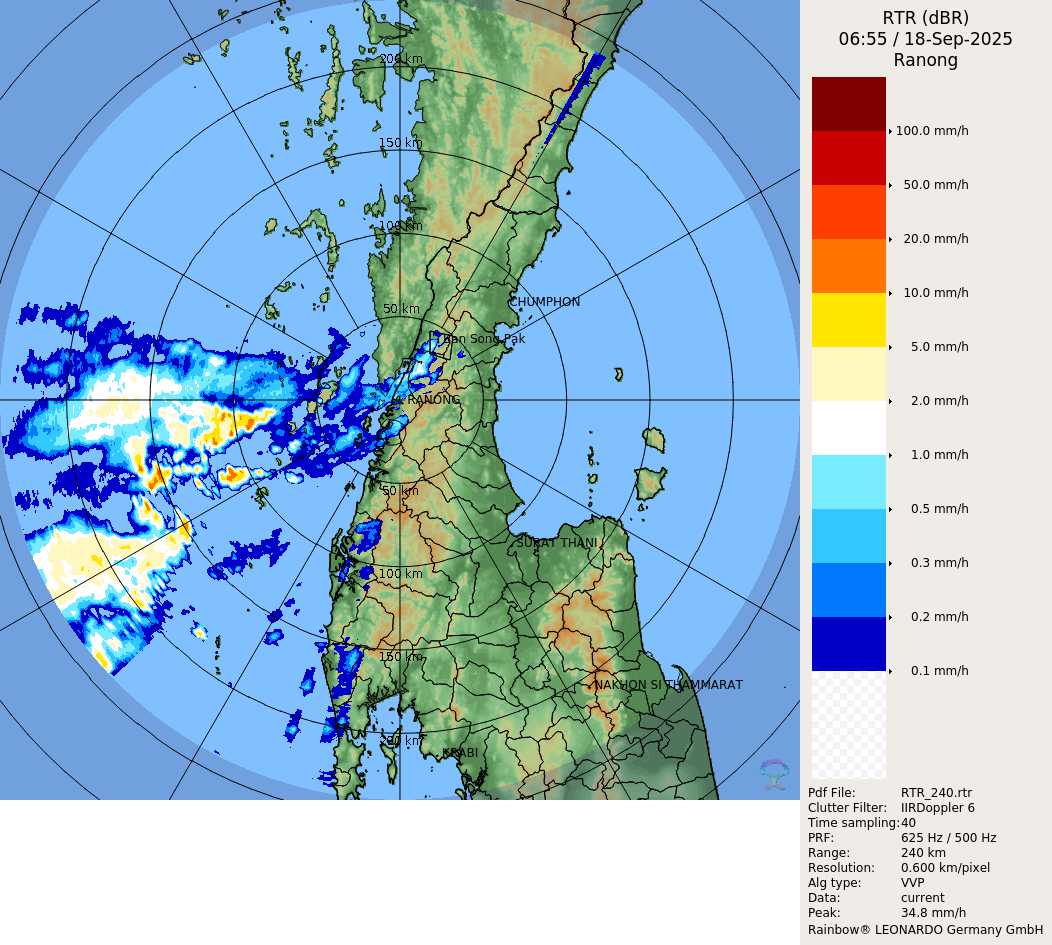 200 km
150 km
100 km
50 km
CHUMPHON
Ban Song Pak
RANONG
50 km
SURAT THANI
100 km
150 km
NAKHON SI THAMMARAT
200 km
KRABI
RTR (dBR)
06:55 / 18-Sep-2025
Ranong
100.0 mm/h
50.0 mm/h
20.0 mm/h
10.0 mm/h
5.0 mm/h
2.0 mm/h
1.0 mm/h
0.5 mm/h
0.3 mm/h
0.2 mm/h
0.1 mm/h
Pdf File: RTR_240.rtr
Clutter Filter: IIRDoppler 6
Time sampling:40
PRF: 625 Hz / 500 Hz
Range: 240 km
Resolution: 0.600 km/pixel
Alg type: VVP
Data: current
Peak: 34.8 mm/h
Rainbow® LEONARDO Germany GmbH